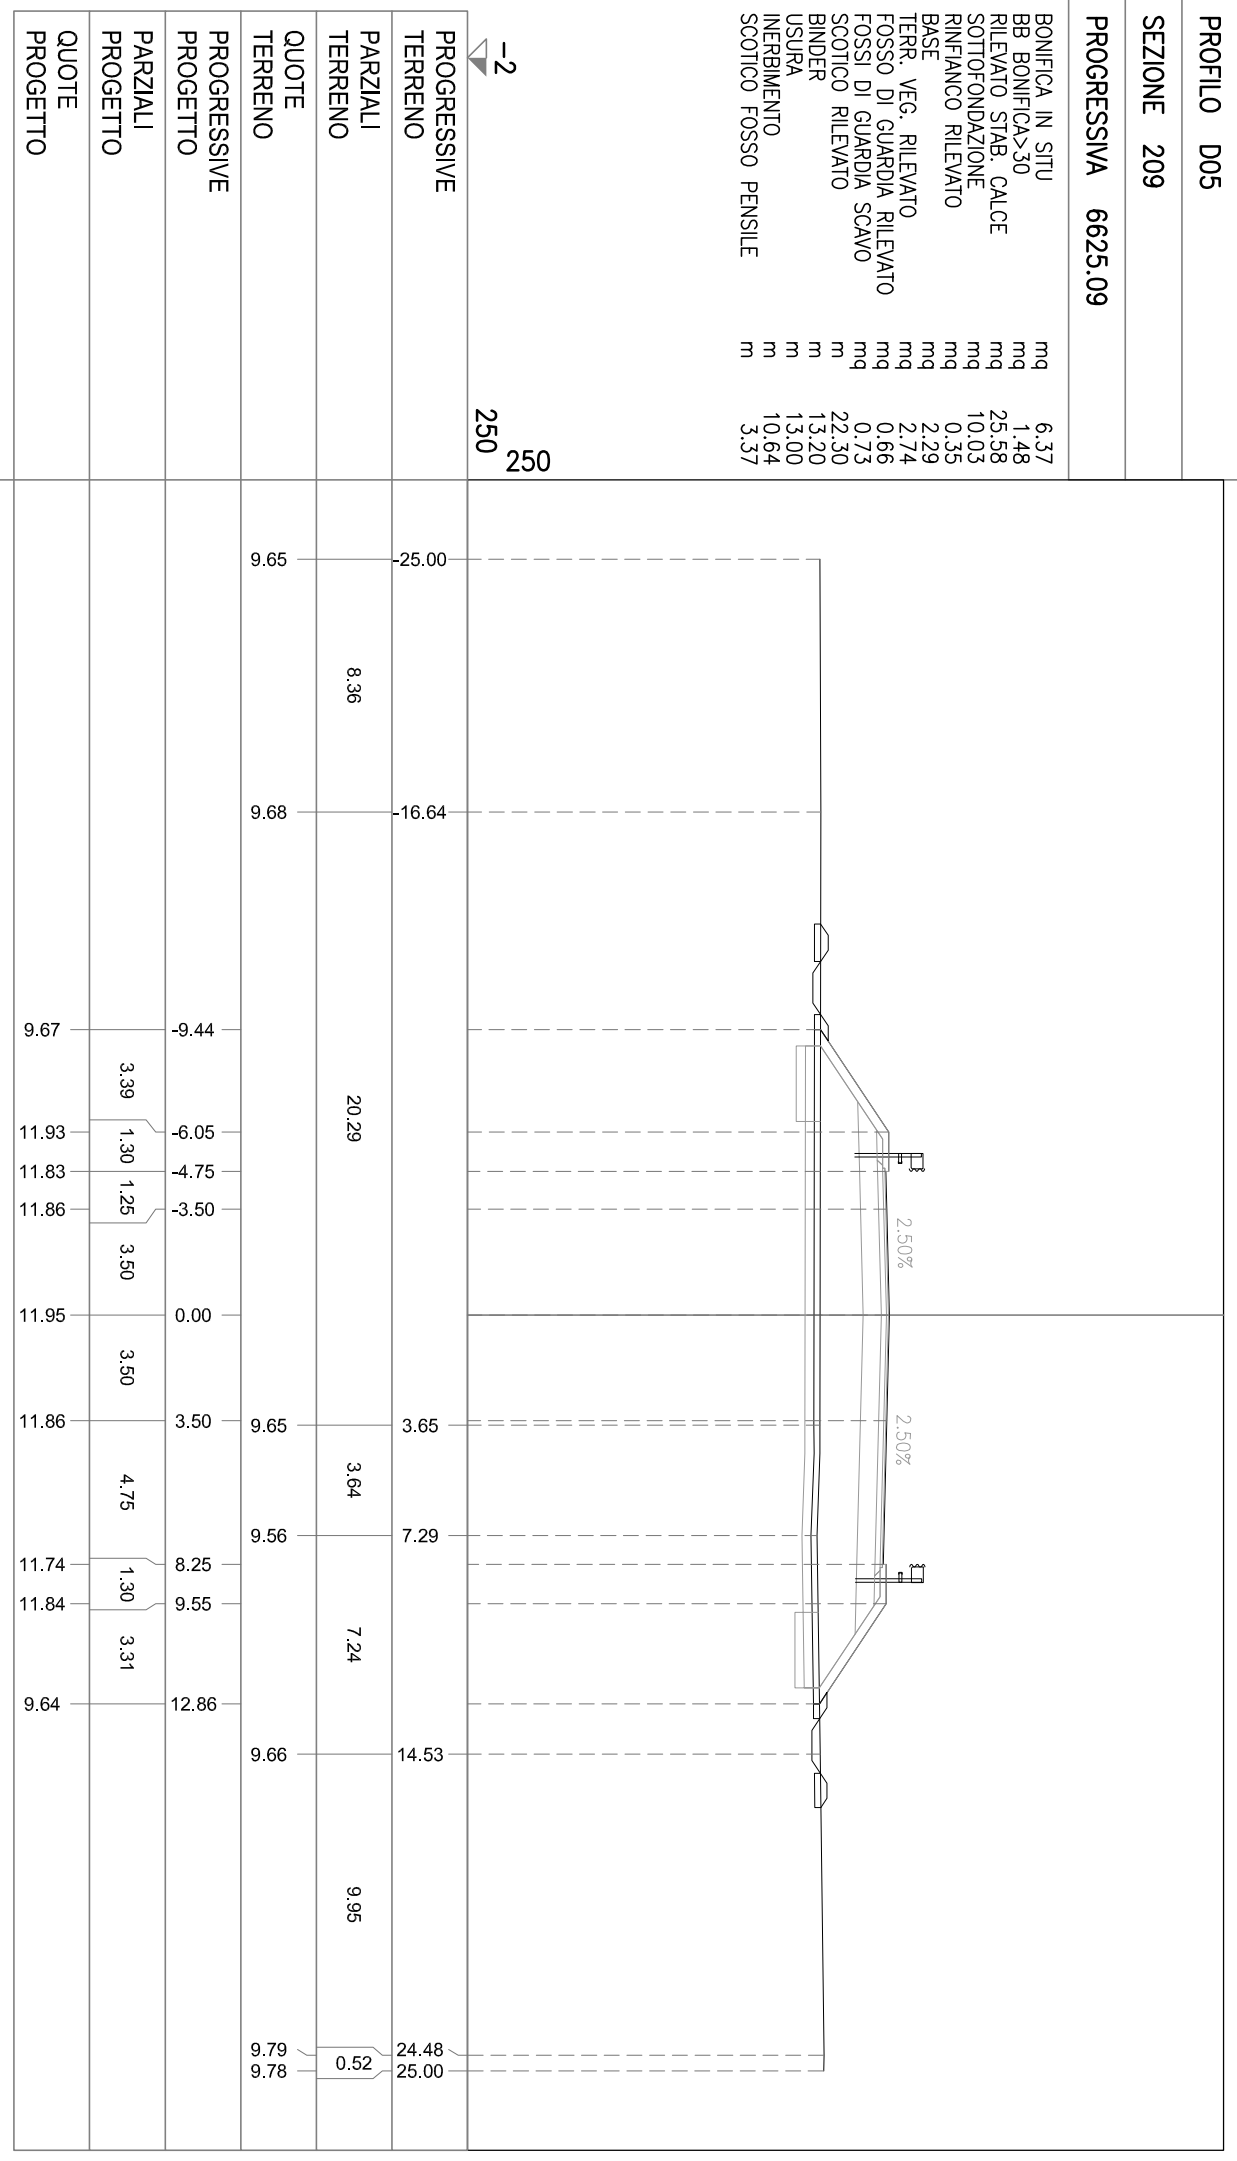 PROFILO D05
SEZIONE 209
PROGRESSIVA 6625.09
BONIFICA IN SITU mq 6.37
BB BONIFICA>30 mq 1.48
RILEVATO STAB. CALCE mq 25.58
SOTTOFONDAZIONE mq 10.03
RINFIANCO RILEVATO mq 0.35
BASE mq 2.29
TERR. VEG. RILEVATO mq 2.74
FOSSO DI GUARDIA RILEVATO mq 0.66
FOSSI DI GUARDIA SCAVO mq 0.73
SCOTICO RILEVATO m 22.30
BINDER m 13.20
USURA m 13.00
INERBIMENTO m 10.64
SCOTICO FOSSO PENSILE m 3.37
2.50% 2.50%
250
-2 250
PROGRESSIVE
TERRENO
-25.00 -16.64 3.65 7.29 14.53 24.48 25.00
PARZIALI
TERRENO
8.36 20.29 3.64 7.24 9.95 0.52
QUOTE
TERRENO
9.65 9.68 9.65 9.56 9.66 9.79 9.78
PROGRESSIVE
PROGETTO
-9.44 -6.05 -4.75 -3.50 0.00 3.50 8.25 9.55 12.86
PARZIALI
PROGETTO
3.39 1.30 1.25 3.50 3.50 4.75 1.30 3.31
QUOTE
PROGETTO
9.67 11.93 11.83 11.86 11.95 11.86 11.74 11.84 9.64